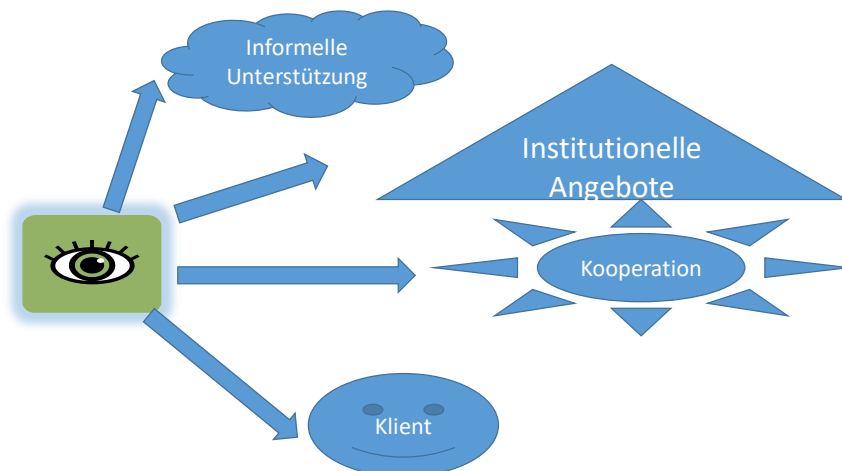 Informelle
Unterstützung
Institutionelle
Angebote
Kooperation
Klient